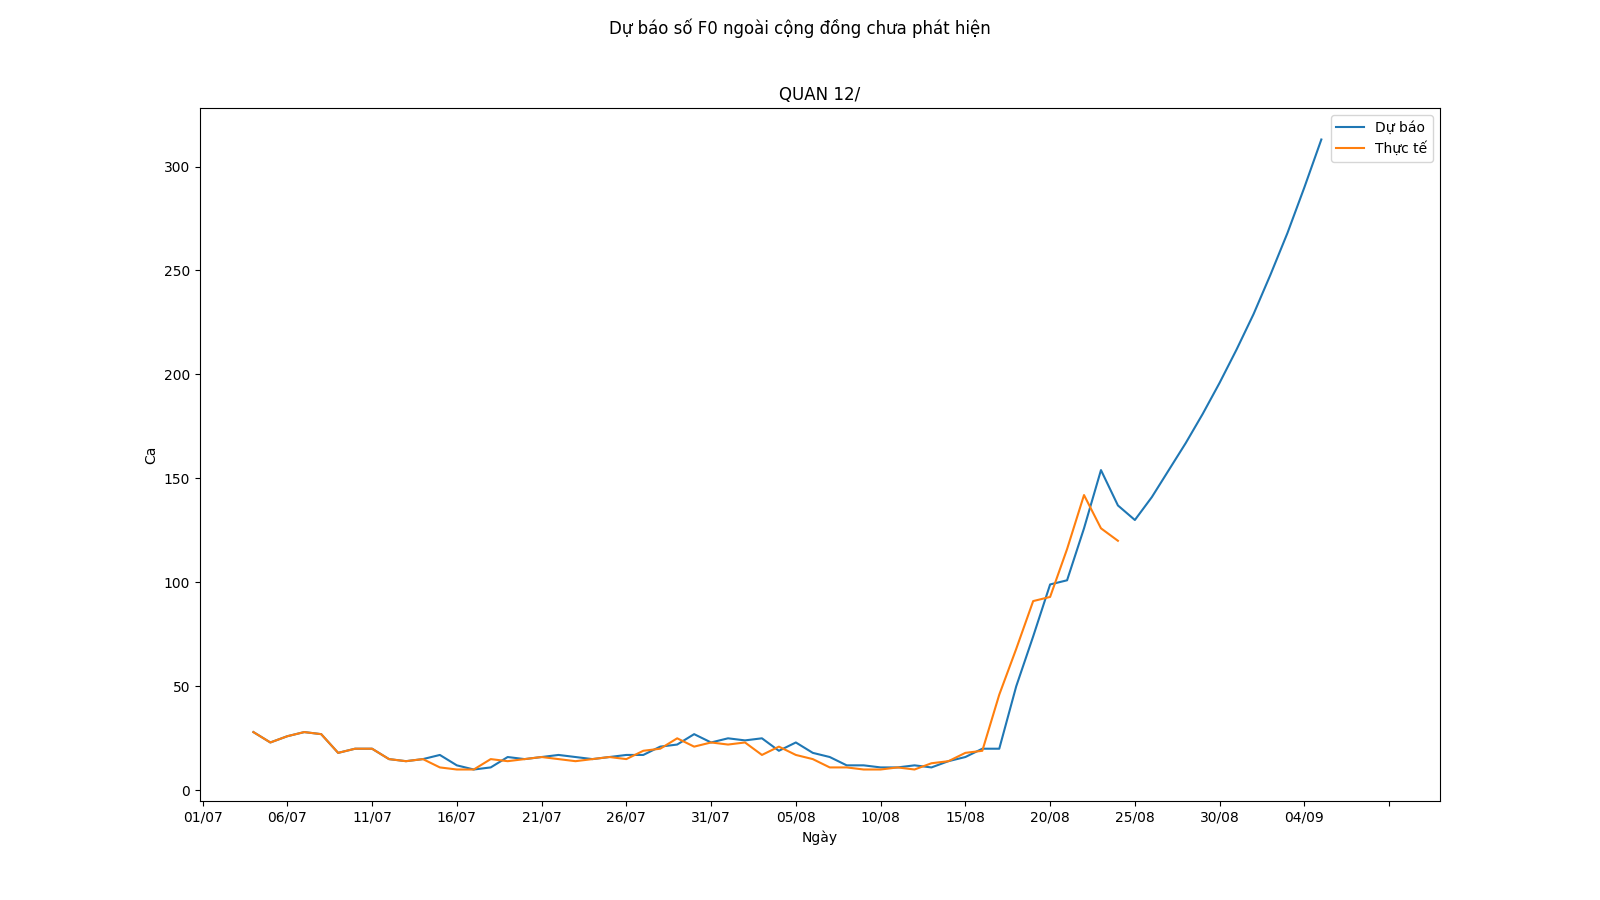 Dự báo số F0 ngoài cộng đồng chưa phát hiện
QUAN 12/
Dự báo
Thực tế
300
250
200
150
100
50
0
Ca
01/07 06/07 11/07 16/07 21/07 26/07 31/07 05/08 10/08 15/08 20/08 25/08 30/08 04/09
Ngày